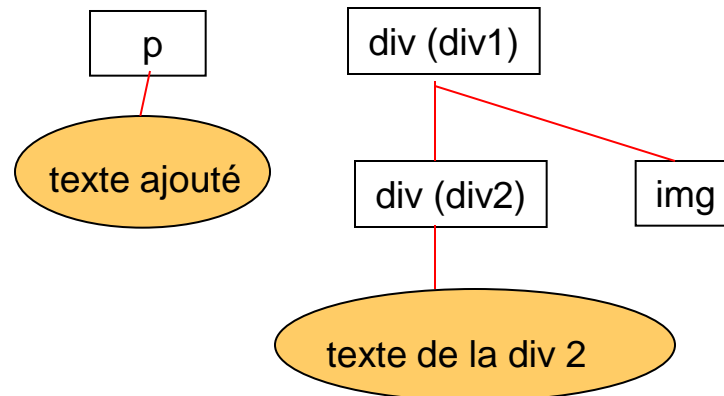 p
div (div1)
texte ajouté
div (div2)
img
texte de la div 2